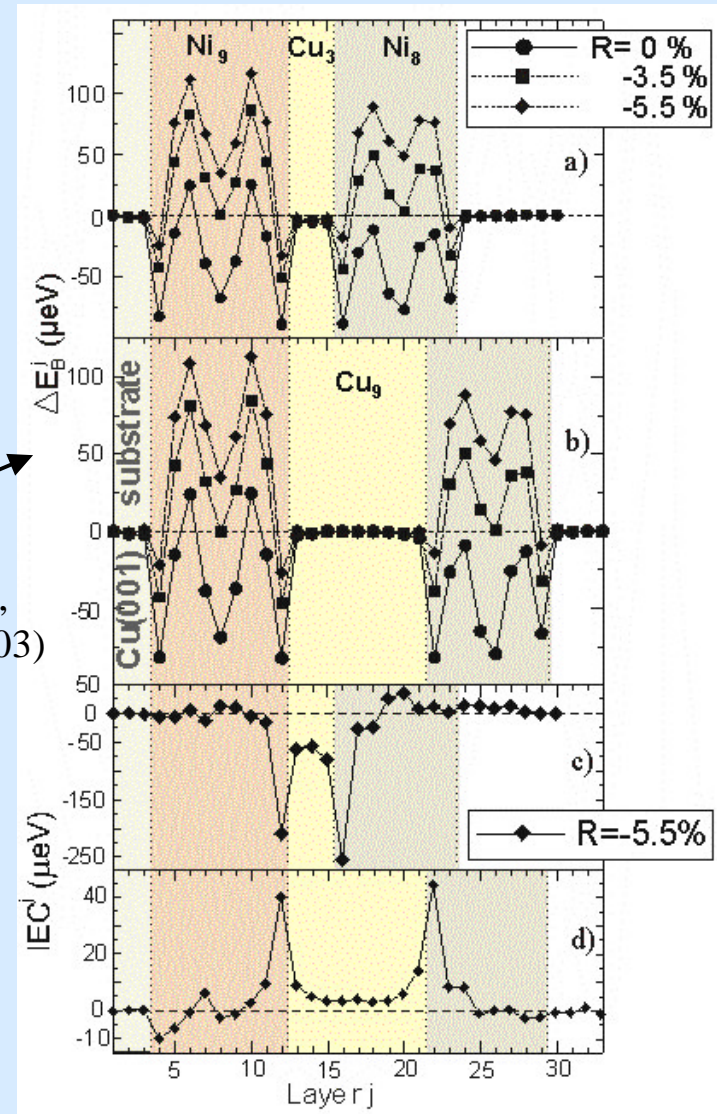 Ni9 Cu3 Ni8
R= 0 %
-3.5 %
-5.5 %
100
50
0
-50
a)
ΔE_B^j (μeV)
100
50
0
-50
Cu9
b)
Cu(001) substrate
,
03)
50
0
-50
-150
-250
c)
R=-5.5%
IEC^j (μeV)
40
20
0
-10
d)
5 10 15 20 25 30
Layer j